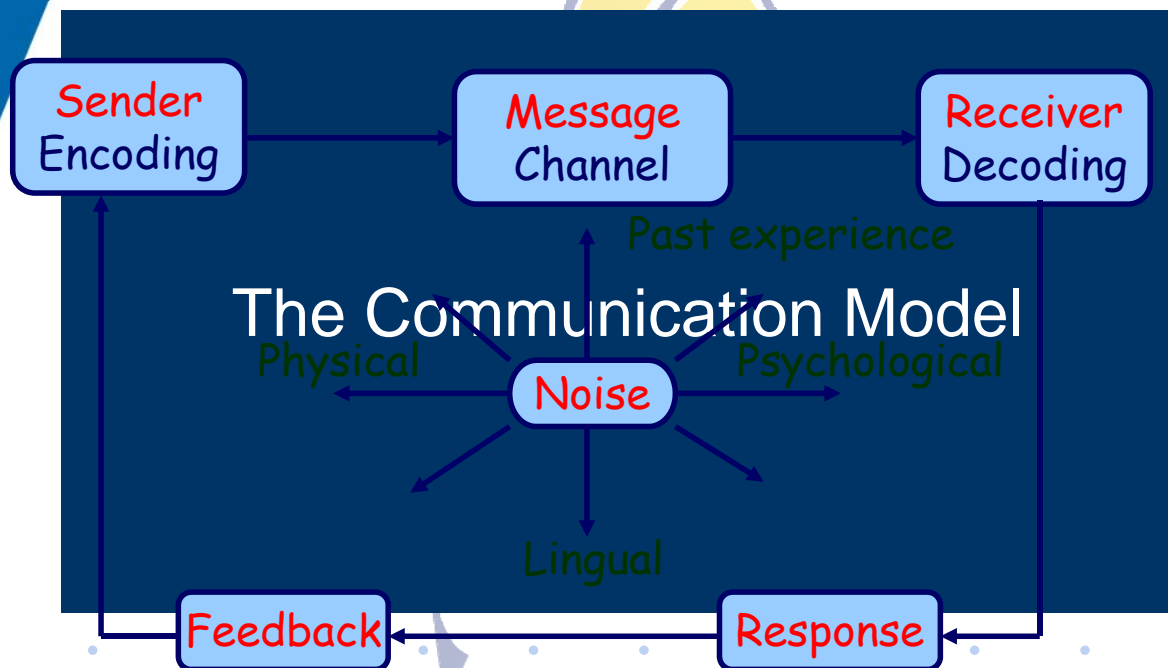 Sender
Encoding
Message
Channel
Receiver
Decoding
Past experience
The Communication Model
Physical
Psychological
Noise
Lingual
Feedback
Response